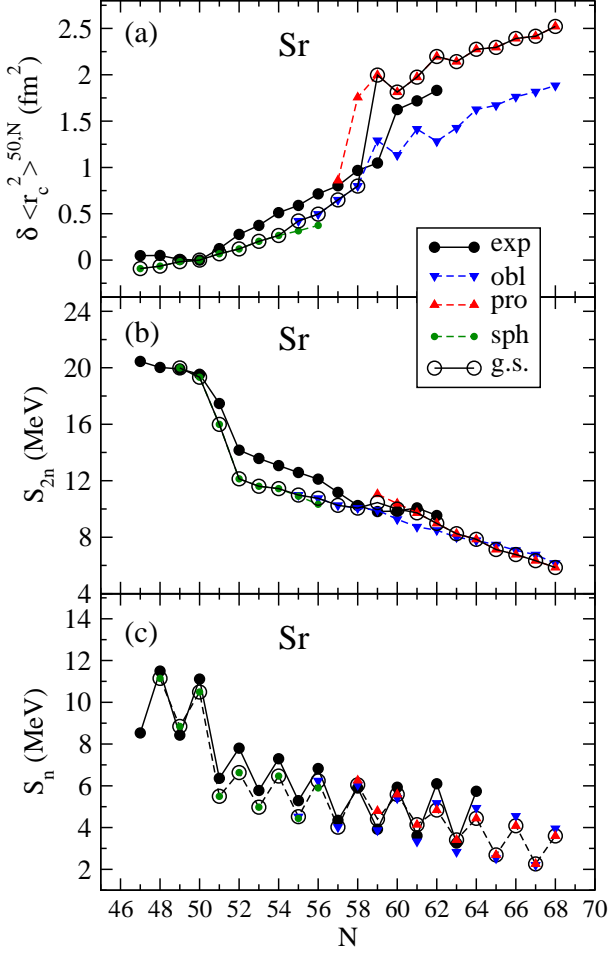 (a)
Sr
2.5
2
1.5
1
0.5
0
δ <r_c^2>^{50,N} (fm^2)
exp
obl
pro
sph
g.s.
(b)
Sr
24
20
16
12
8
4
S_{2n} (MeV)
(c)
Sr
14
12
10
8
6
4
2
S_n (MeV)
46 48 50 52 54 56 58 60 62 64 66 68 70
N